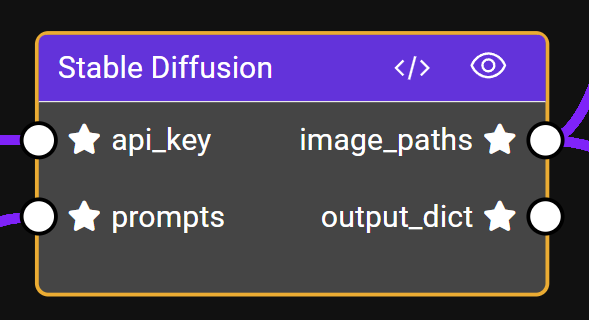 Stable Diffusion </>
api_key image_paths
prompts output_dict